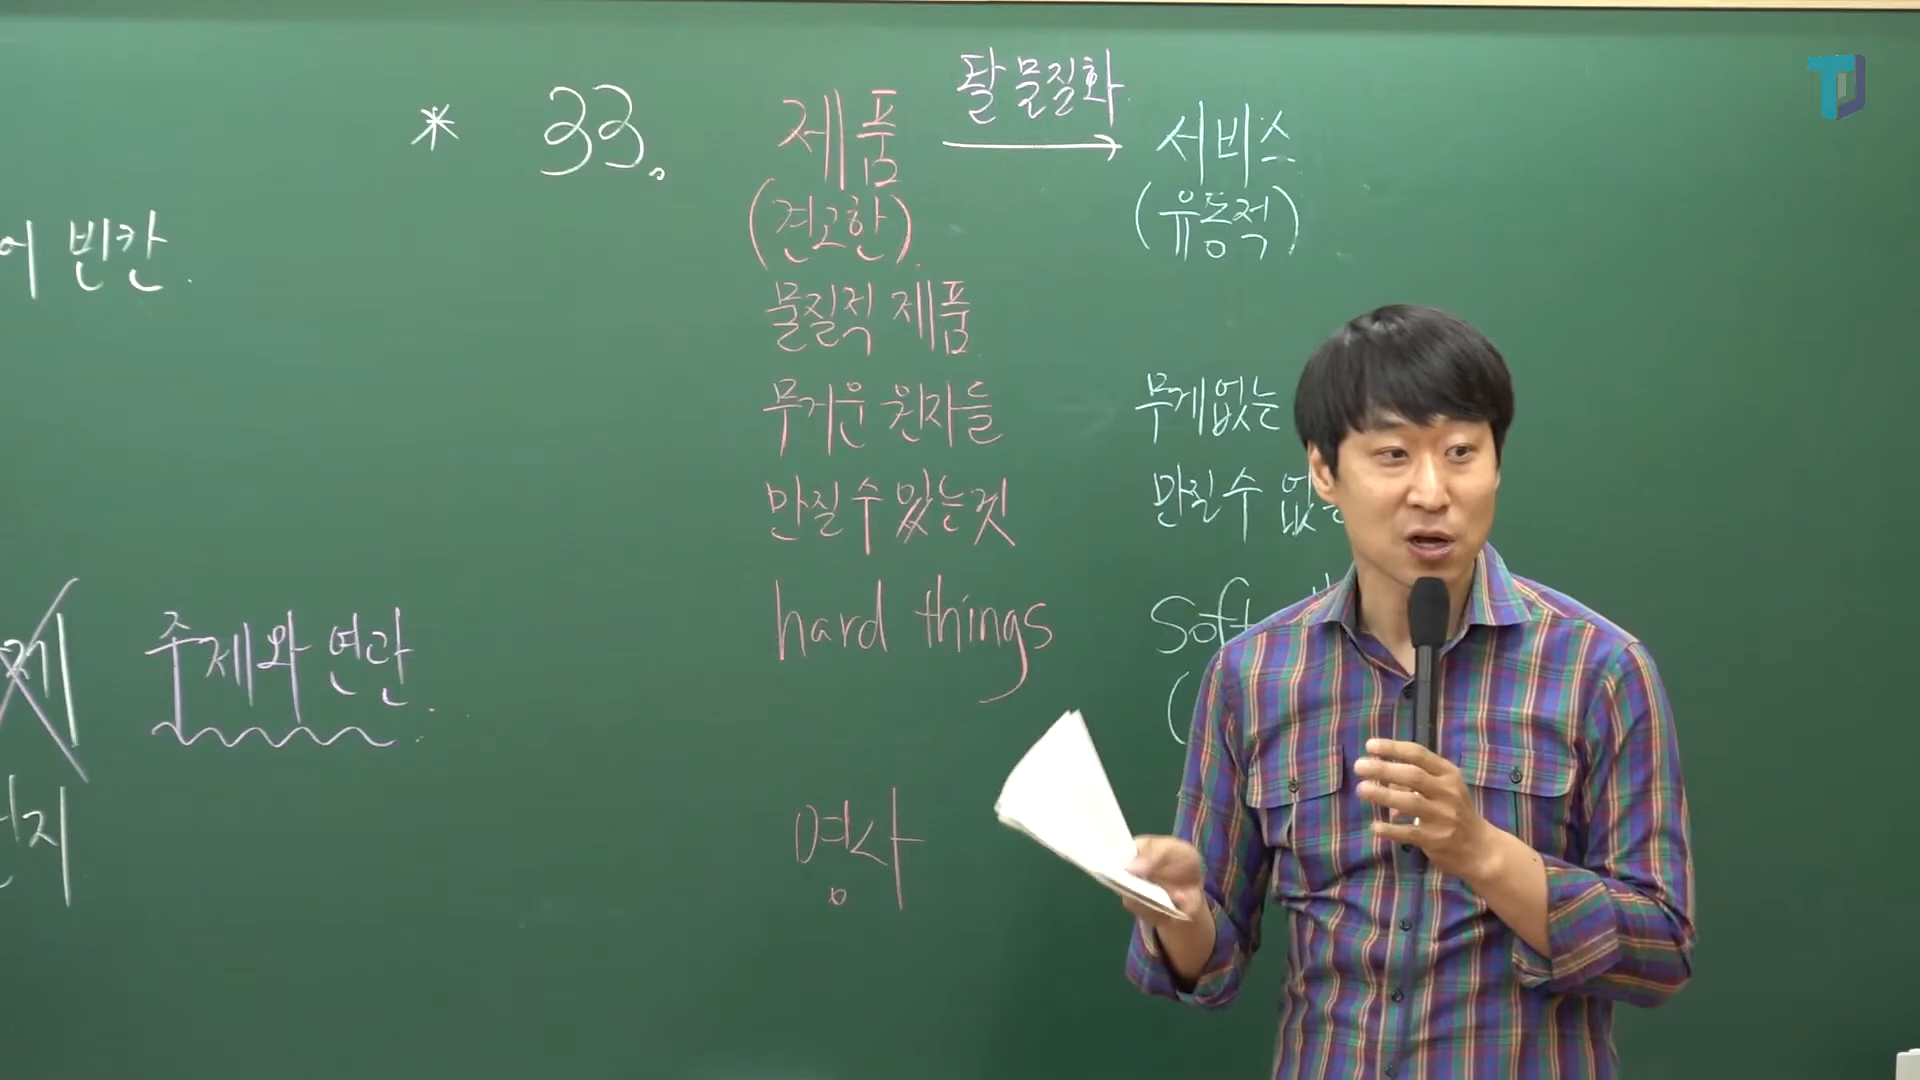 * 33.
제품 탈물질화 서비스
(견고한) (유동적)
빈칸
물질적 제품
무거운 원자들 무게없는
만질수 있는것 만질수 없
hard things Soft
주제와 연관
명사